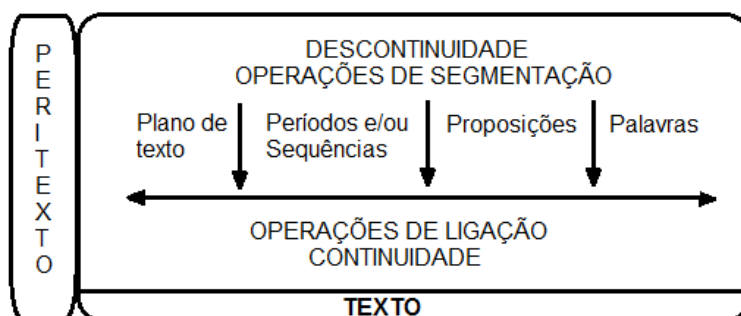 PERITEXTO
DESCONTINUIDADE
OPERAÇÕES DE SEGMENTAÇÃO
Plano de texto
Períodos e/ou Sequências
Proposições
Palavras
OPERAÇÕES DE LIGAÇÃO
CONTINUIDADE
TEXTO